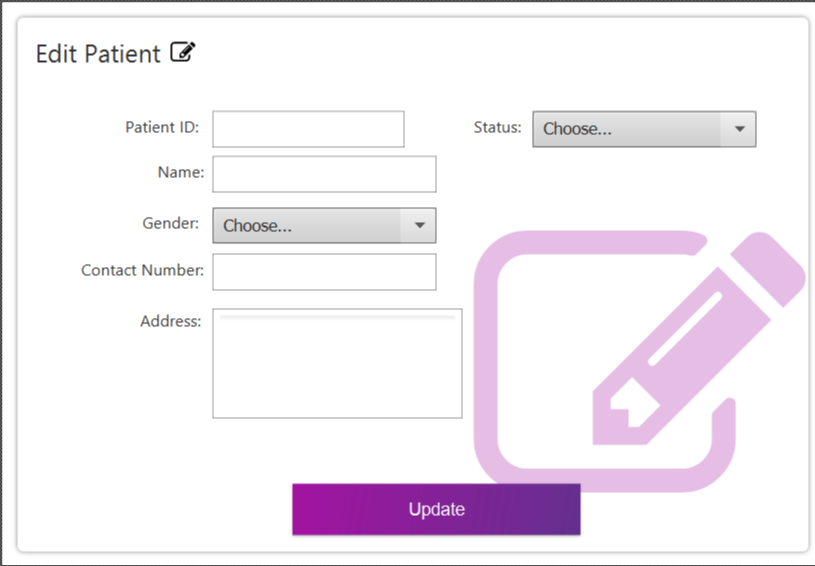 Edit Patient
Patient ID:
Status: Choose...
Name:
Gender: Choose...
Contact Number:
Address:
Update